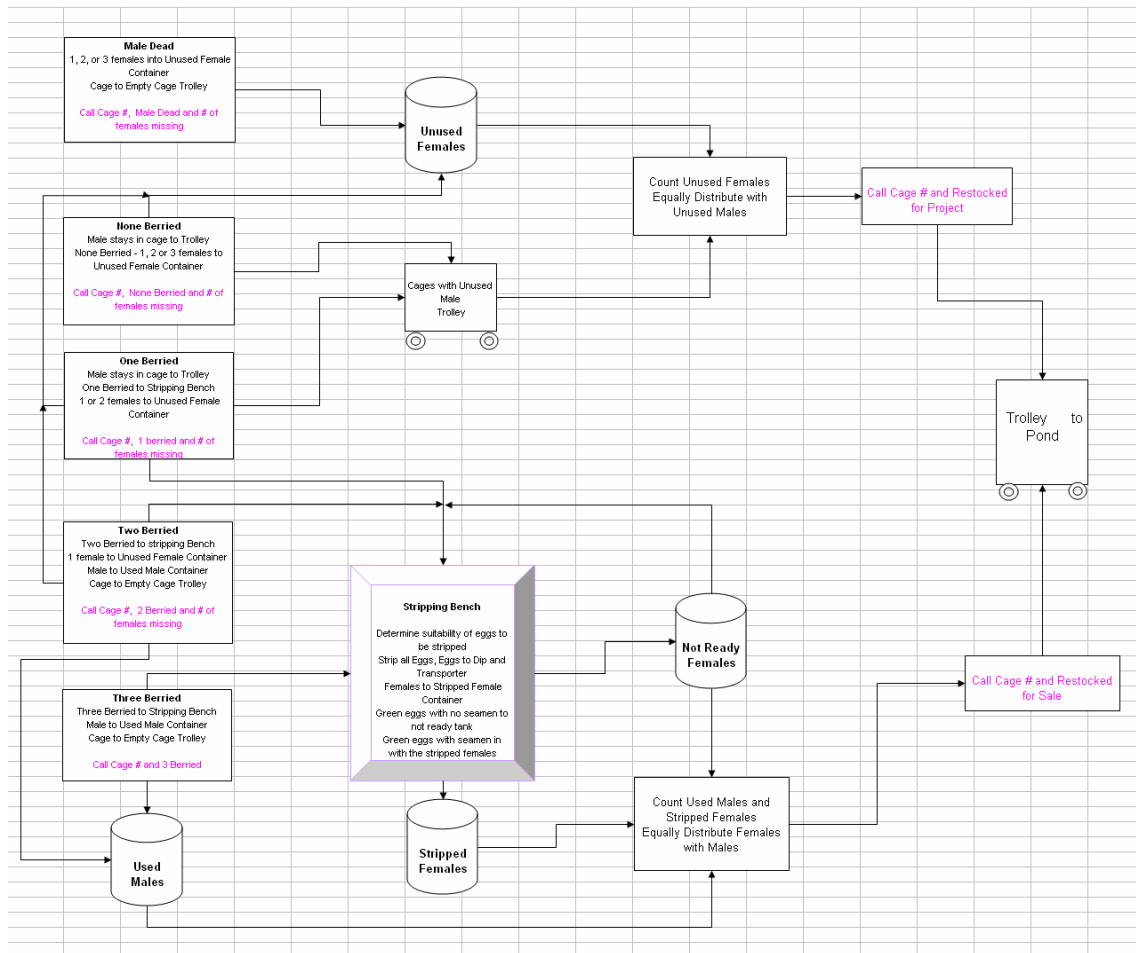 Male Dead
1, 2, or 3 females into Unused Female
Container
Cage to Empty Cage Trolley
Call Cage #, Male Dead and # of
females missing
Unused
Females
Count Unused Females
Equally Distribute with
Unused Males
Call Cage # and Restocked
for Project
None Berried
Male stays in cage to Trolley
None Berried - 1, 2 or 3 females to
Unused Female Container
Call Cage #, None Berried and # of
females missing
Cages with Unused
Male
Trolley
One Berried
Male stays in cage to Trolley
One Berried to Stripping Bench
1 or 2 females to Unused Female
Container
Call Cage #, 1 berried and # of
females missing
Trolley to
Pond
Two Berried
Two Berried to stripping Bench
1 female to Unused Female Container
Male to Used Male Container
Cage to Empty Cage Trolley
Call Cage #, 2 Berried and # of
females missing
Stripping Bench
Determine suitability of eggs to
be stripped
Strip all Eggs, Eggs to Dip and
Transporter
Females to Stripped Female
Container
Green eggs with no seamen to
not ready tank
Green eggs with seamen in
with the stripped females
Not Ready
Females
Call Cage # and Restocked
for Sale
Three Berried
Three Berried to Stripping Bench
Male to Used Male Container
Cage to Empty Cage Trolley
Call Cage # and 3 Berried
Used
Males
Stripped
Females
Count Used Males and
Stripped Females
Equally Distribute Females
with Males